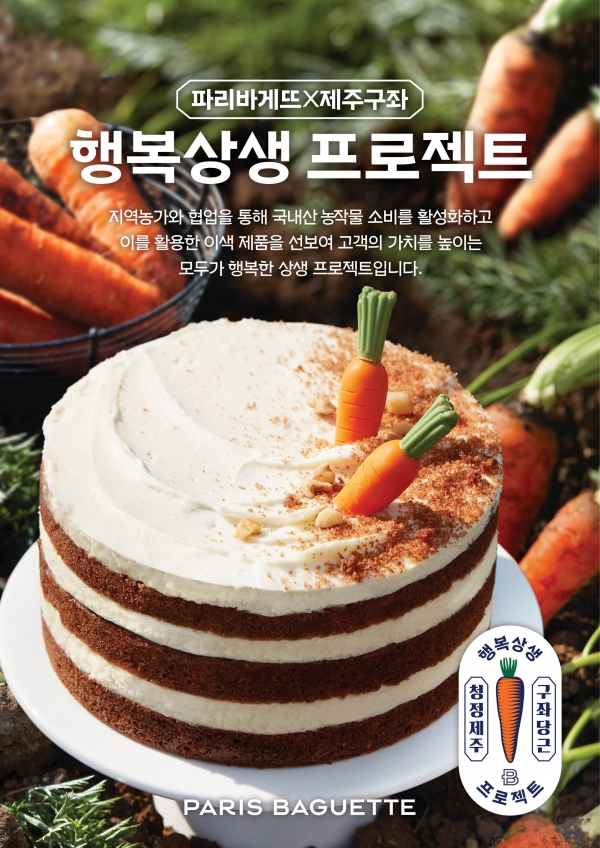 파리바게뜨X제주구좌
행복상생 프로젝트
지역농가와 협업을 통해 국내산 농작물 소비를 활성화하고
이를 활용한 이색 제품을 선보여 고객의 가치를 높이는
모두가 행복한 상생 프로젝트입니다.
행복상생
청정제주
구좌당근
B
프로젝트
PARIS BAGUETTE